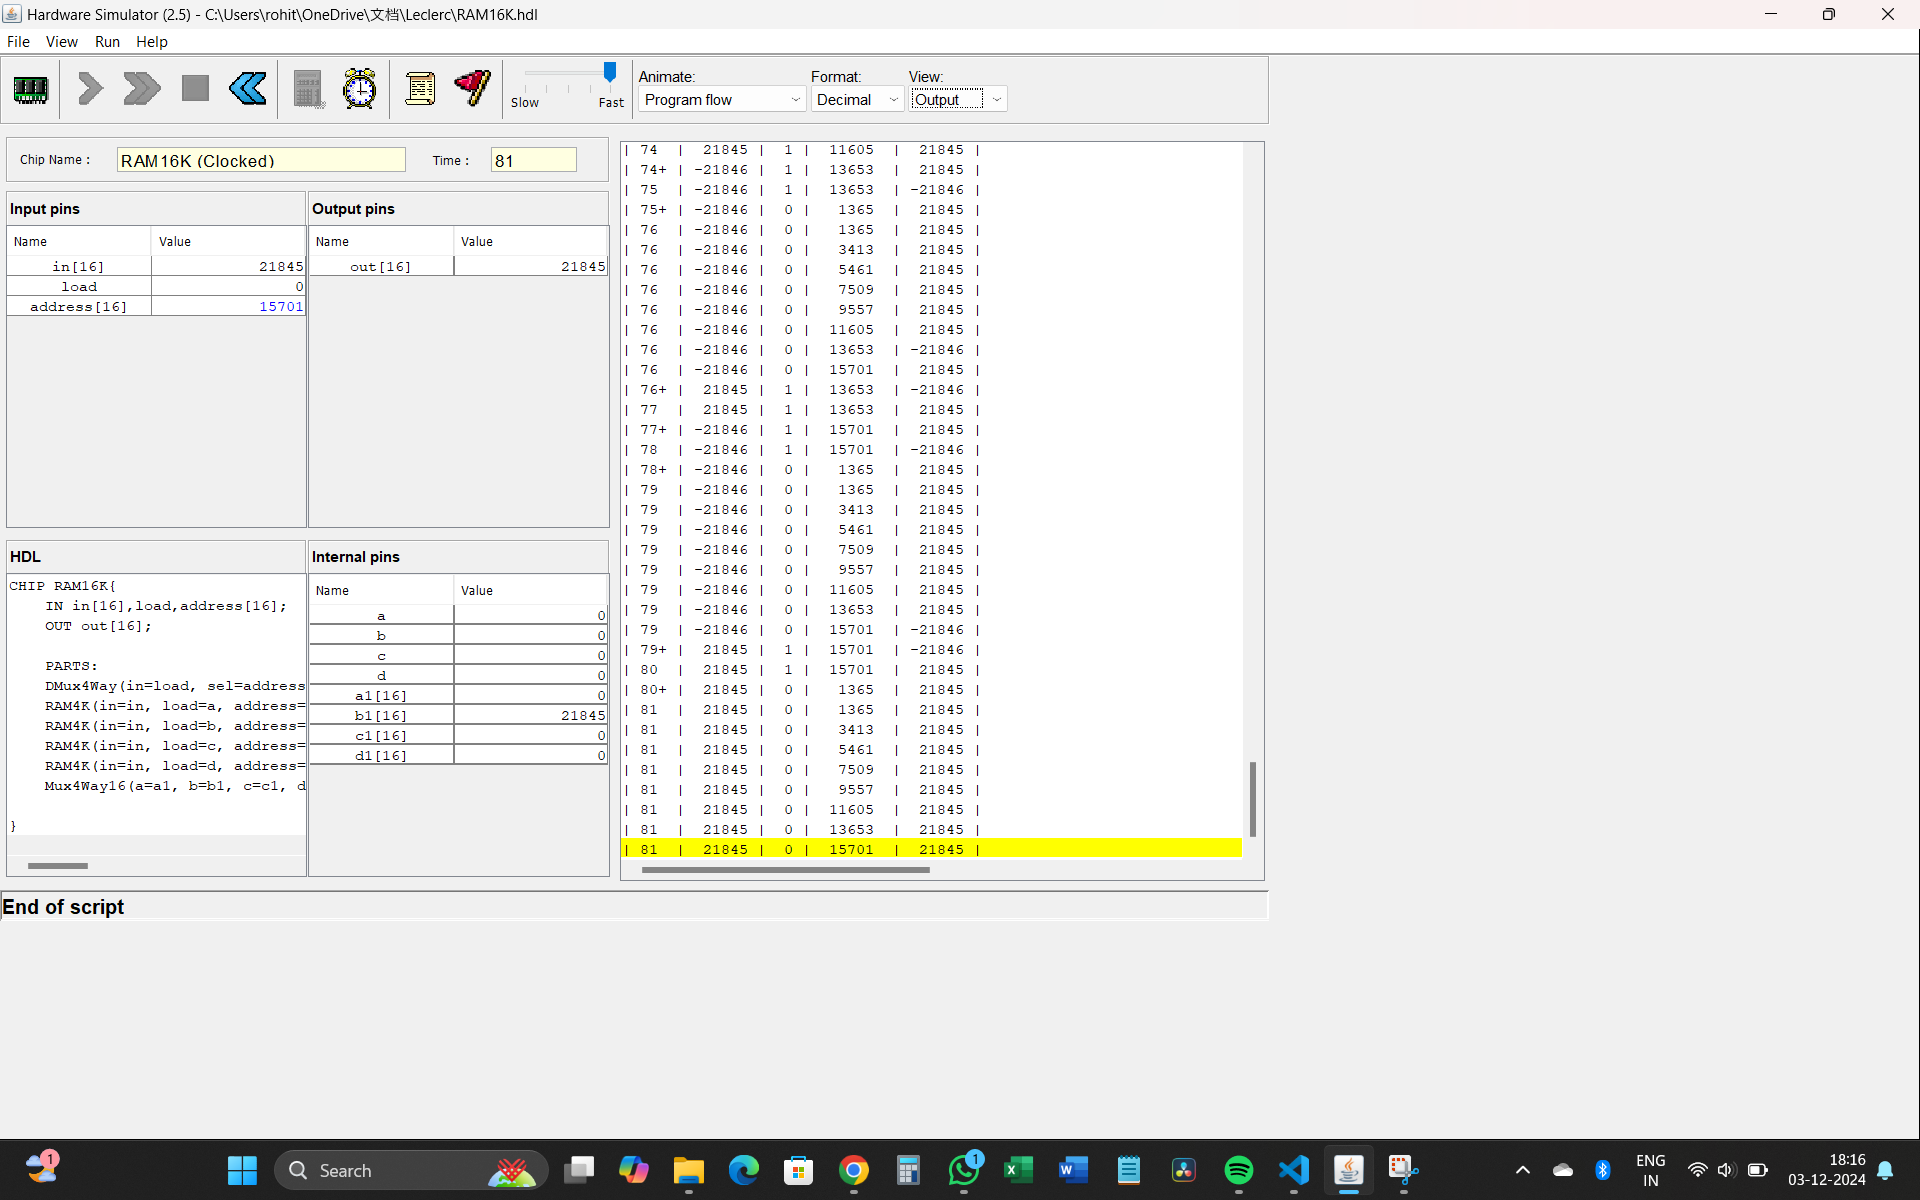 Hardware Simulator (2.5) - C:\Users\rohit\OneDrive\文档\Leclerc\RAM16K.hdl
File View Run Help
Slow Fast
Animate: Format: View:
Program flow Decimal Output
Chip Name : RAM16K (Clocked) Time : 81
Input pins
Name Value
in[16] 21845
load 0
address[16] 15701
Output pins
Name Value
out[16] 21845
HDL
CHIP RAM16K{
IN in[16],load,address[16];
OUT out[16];
PARTS:
DMux4Way(in=load, sel=address
RAM4K(in=in, load=a, address=
RAM4K(in=in, load=b, address=
RAM4K(in=in, load=c, address=
RAM4K(in=in, load=d, address=
Mux4Way16(a=a1, b=b1, c=c1, d
}
Internal pins
Name Value
a 0
b 0
c 0
d 0
a1[16] 0
b1[16] 21845
c1[16] 0
d1[16] 0
| 74 | 21845 | 1 | 11605 | 21845 |
| 74+ | -21846 | 1 | 13653 | 21845 |
| 75 | -21846 | 1 | 13653 | -21846 |
| 75+ | -21846 | 0 | 1365 | 21845 |
| 76 | -21846 | 0 | 1365 | 21845 |
| 76 | -21846 | 0 | 3413 | 21845 |
| 76 | -21846 | 0 | 5461 | 21845 |
| 76 | -21846 | 0 | 7509 | 21845 |
| 76 | -21846 | 0 | 9557 | 21845 |
| 76 | -21846 | 0 | 11605 | 21845 |
| 76 | -21846 | 0 | 13653 | -21846 |
| 76 | -21846 | 0 | 15701 | 21845 |
| 76+ | 21845 | 1 | 13653 | -21846 |
| 77 | 21845 | 1 | 13653 | 21845 |
| 77+ | -21846 | 1 | 15701 | 21845 |
| 78 | -21846 | 1 | 15701 | -21846 |
| 78+ | -21846 | 0 | 1365 | 21845 |
| 79 | -21846 | 0 | 1365 | 21845 |
| 79 | -21846 | 0 | 3413 | 21845 |
| 79 | -21846 | 0 | 5461 | 21845 |
| 79 | -21846 | 0 | 7509 | 21845 |
| 79 | -21846 | 0 | 9557 | 21845 |
| 79 | -21846 | 0 | 11605 | 21845 |
| 79 | -21846 | 0 | 13653 | 21845 |
| 79 | -21846 | 0 | 15701 | -21846 |
| 79+ | 21845 | 1 | 15701 | -21846 |
| 80 | 21845 | 1 | 15701 | 21845 |
| 80+ | 21845 | 0 | 1365 | 21845 |
| 81 | 21845 | 0 | 1365 | 21845 |
| 81 | 21845 | 0 | 3413 | 21845 |
| 81 | 21845 | 0 | 5461 | 21845 |
| 81 | 21845 | 0 | 7509 | 21845 |
| 81 | 21845 | 0 | 9557 | 21845 |
| 81 | 21845 | 0 | 11605 | 21845 |
| 81 | 21845 | 0 | 13653 | 21845 |
| 81 | 21845 | 0 | 15701 | 21845 |
End of script
1
Search
1
ENG
IN
18:16
03-12-2024